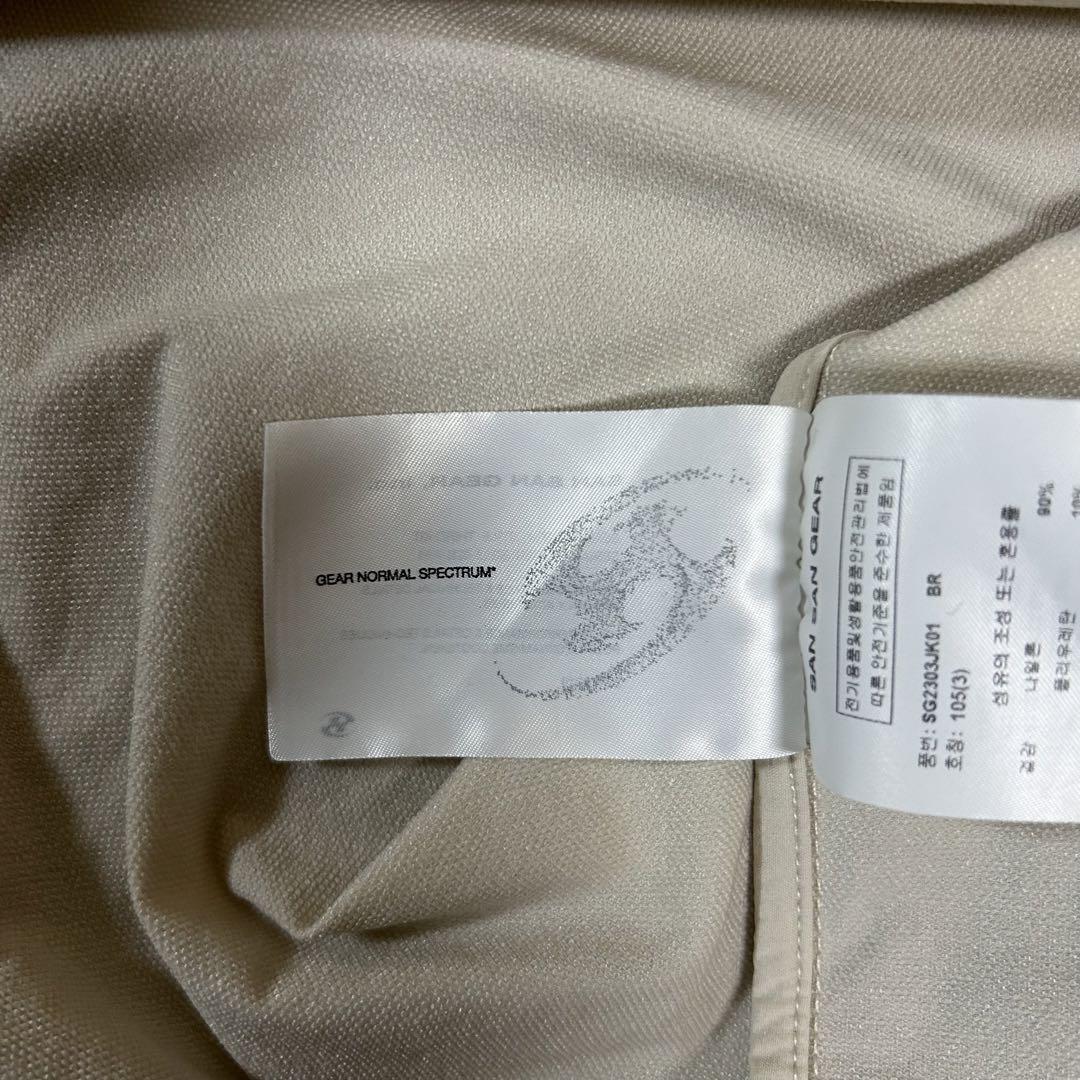 GEAR NORMAL SPECTRUM*
SAN SAN GEAR
전기용품및생활용품안전관리법에
따른 안전기준을 준수한 제품임
품번: SG2303JK01 BR
호칭: 105(3)
섬유의 조성 또는 혼용률
겉감
나일론 90%
폴리우레탄 10%